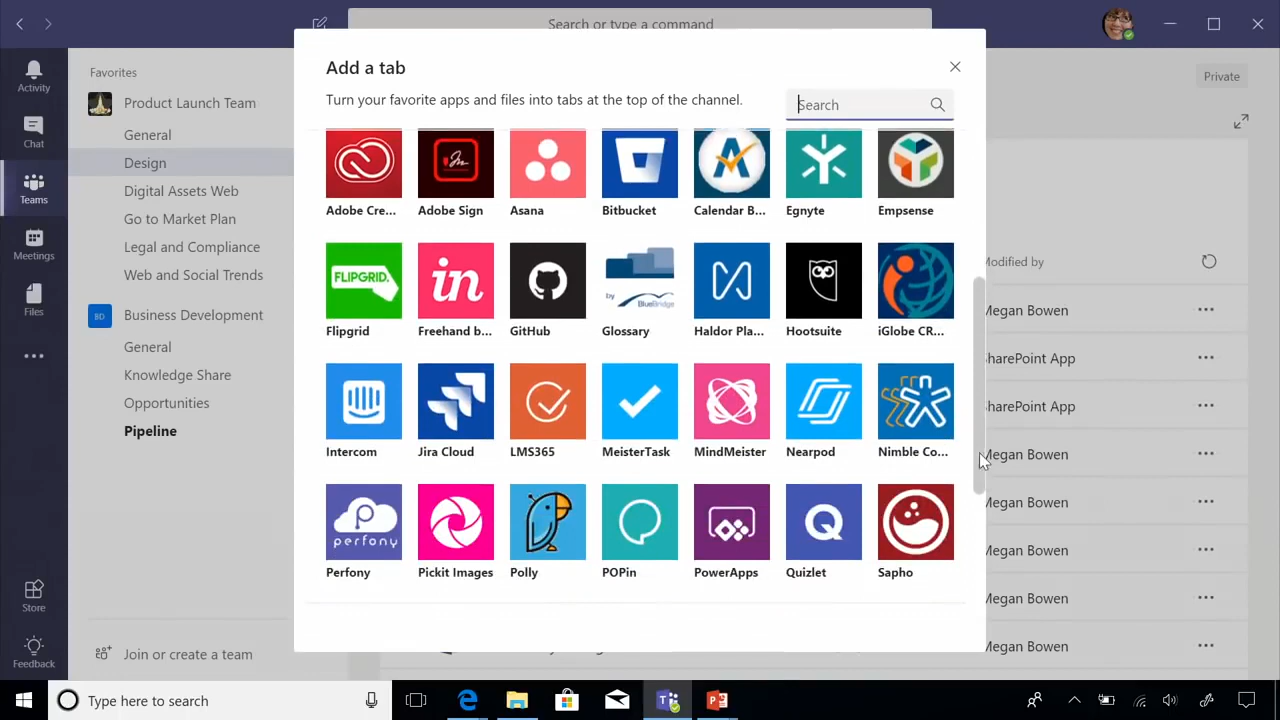 Search or type a command
Activity
Chat
Teams
Meetings
Files
Store
Feedback
Favorites
Product Launch Team
General
Design
Digital Assets Web
Go to Market Plan
Legal and Compliance
Web and Social Trends
BD Business Development
General
Knowledge Share
Opportunities
Pipeline
Join or create a team
Add a tab
Turn your favorite apps and files into tabs at the top of the channel.
Search
Adobe Cre... Adobe Sign Asana Bitbucket Calendar B... Egnyte Empsense
FLIPGRID. in by BlueBridge
Flipgrid Freehand b... GitHub Glossary Haldor Pla... Hootsuite iGlobe CR...
Intercom Jira Cloud LMS365 MeisterTask MindMeister Nearpod Nimble Co...
perfony Q
Perfony Pickit Images Polly POPin PowerApps Quizlet Sapho
Private
Modified by
Megan Bowen
SharePoint App
SharePoint App
Megan Bowen
Megan Bowen
Megan Bowen
Megan Bowen
Megan Bowen
Type here to search